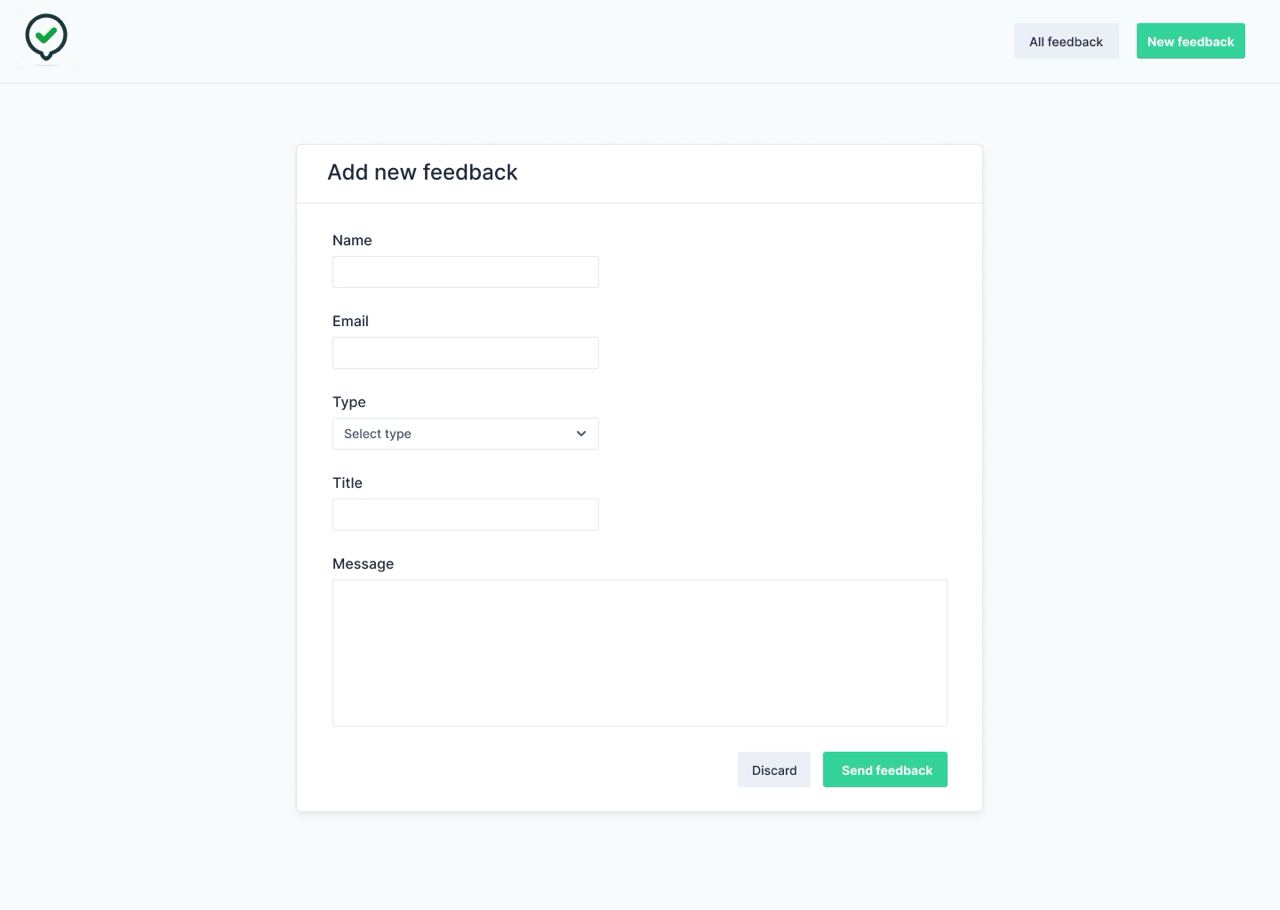 All feedback
New feedback
Add new feedback
Name
Email
Type
Select type
Title
Message
Discard
Send feedback